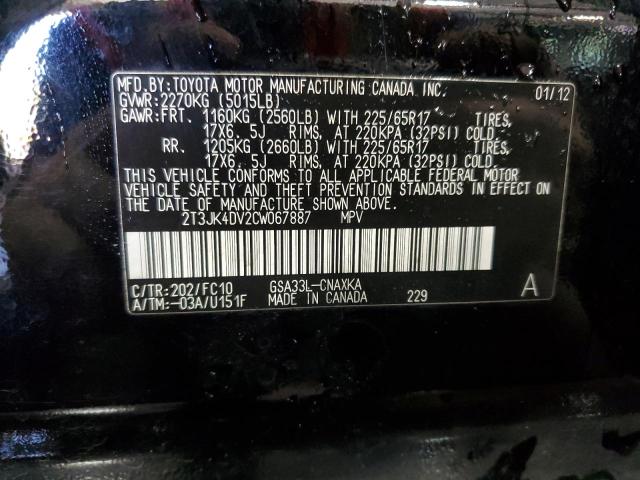 MFD.BY:TOYOTA MOTOR MANUFACTURING CANADA INC. 01/12
GVWR:2270KG (5015LB)
GAWR:FRT. 1160KG (2560LB) WITH 225/65R17 TIRES,
17X6. 5J RIMS, AT 220KPA (32PSI) COLD.
RR. 1205KG (2660LB) WITH 225/65R17 TIRES,
17X6. 5J RIMS, AT 220KPA (32PSI) COLD.
THIS VEHICLE CONFORMS TO ALL APPLICABLE FEDERAL MOTOR
VEHICLE SAFETY AND THEFT PREVENTION STANDARDS IN EFFECT ON
THE DATE OF MANUFACTURE SHOWN ABOVE.
2T3JK4DV2CW067887 MPV
C/TR:202/FC10 GSA33L-CNAXKA A
A/TM:-03A/U151F MADE IN CANADA 229